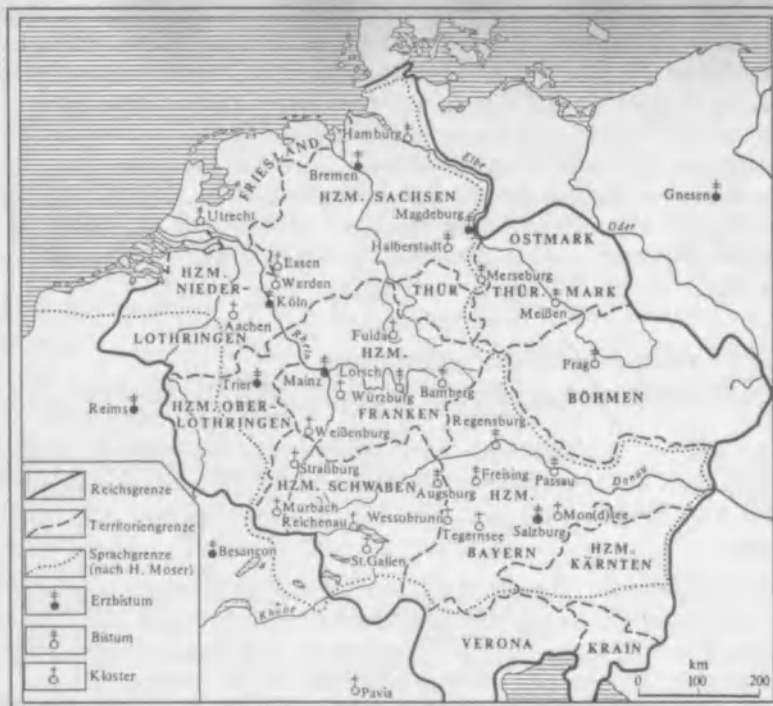 Hamburg
Elbe
FRIESLAND
Bremen
HZM. SACHSEN
Gnesen
Utrecht
Magdeburg
OSTMARK
Oder
Halberstadt
Essen
Werden
HZM.
NIEDER-
LOTHRINGEN
Merseburg
THÜR
THÜR. MARK
Köln
Meißen
Aachen
Rhein
Fulda
HZM.
FRANKEN
Prag
Mainz
Lorsch
Trier
Würzburg
Bamberg
BÖHMEN
Reims
HZM. OBER-
LOTHRINGEN
Regensburg
Weißenburg
Straßburg
Donau
HZM. SCHWABEN
Augsburg
Freising
HZM.
BAYERN
Passau
Murbach
Reichenau
Wessobrunn
Mon(d)see
Tegernsee
Salzburg
Besançon
St.Gallen
HZM.
KÄRNTEN
Rhône
VERONA
KRAIN
Pavia
Reichsgrenze
Territoriengrenze
Sprachgrenze
(nach H. Moser)
Erzbistum
Bistum
Kloster
km
0 100 200